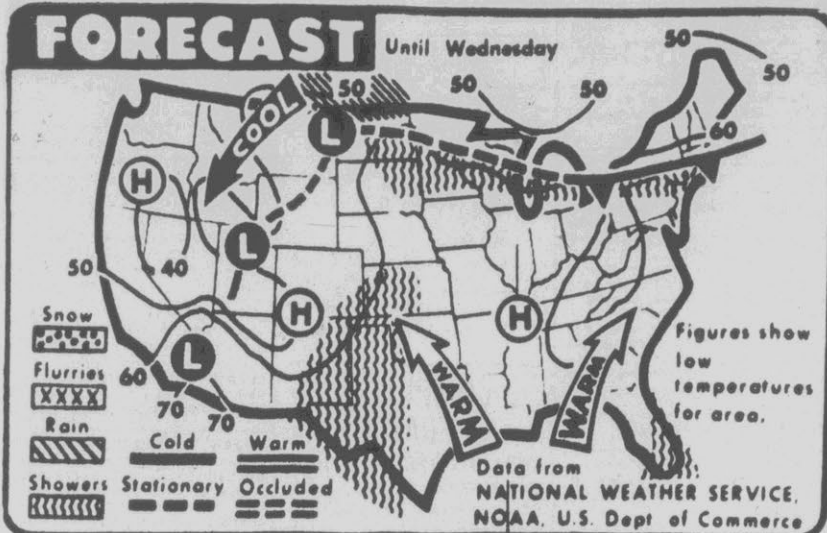 FORECAST Until Wednesday
50
50
50
50
50
50
60
COOL
L
H
L
40
50
H
H
Snow
Flurries
Rain
Showers
L
60
70
70
WARM
WARM
Figures show
low
temperatures
for area.
Cold Warm
Stationary Occluded
Data from
NATIONAL WEATHER SERVICE,
NOAA, U.S. Dept of Commerce